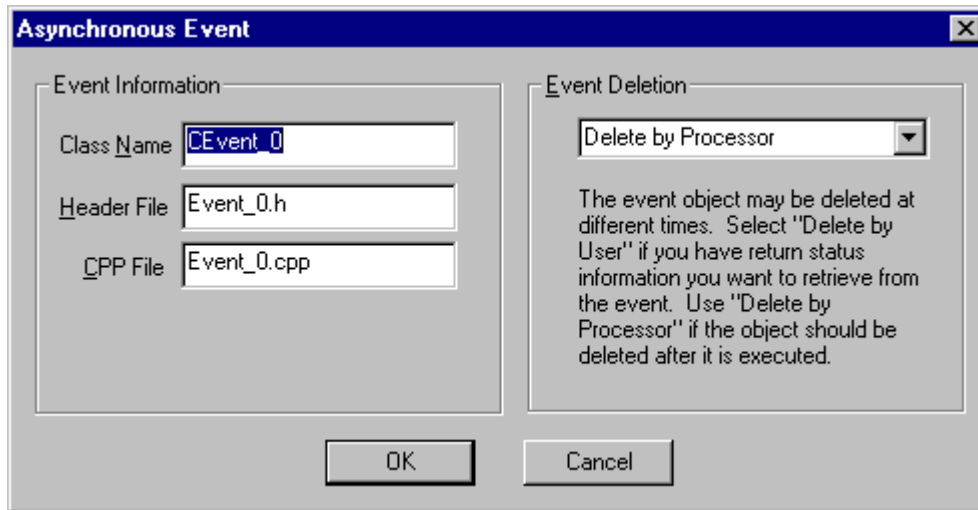 Asynchronous Event
Event Information
Class Name CEvent_0
Header File Event_0.h
CPP File Event_0.cpp
Event Deletion
Delete by Processor
The event object may be deleted at
different times. Select "Delete by
User" if you have return status
information you want to retrieve from
the event. Use "Delete by
Processor" if the object should be
deleted after it is executed.
OK
Cancel